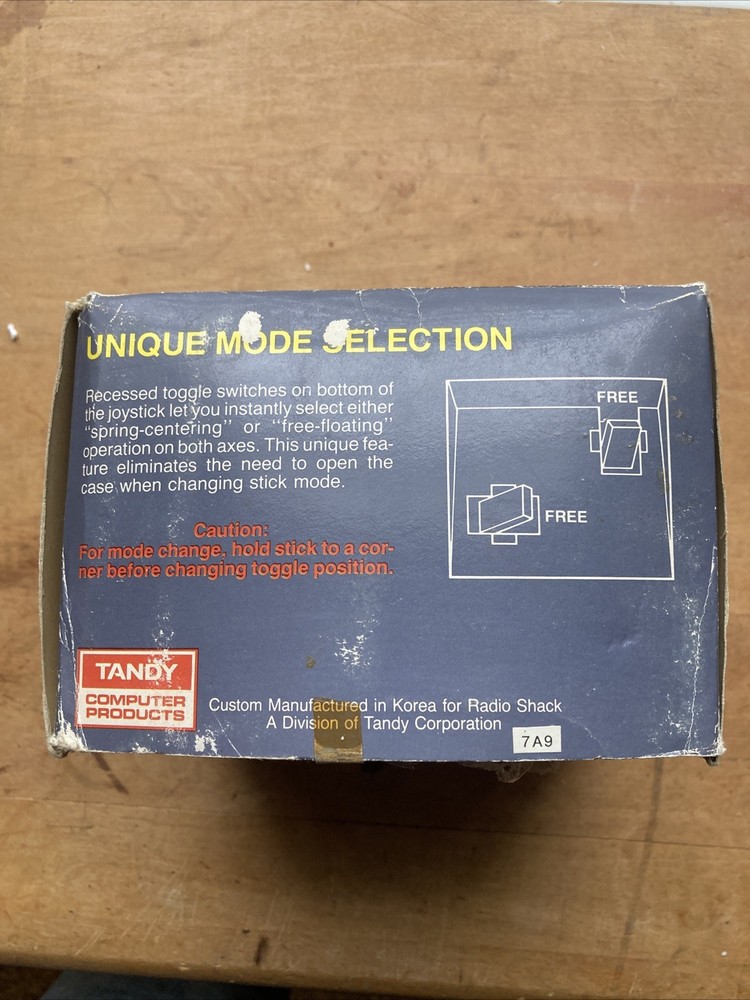 UNIQUE MODE SELECTION
Recessed toggle switches on bottom of
the joystick let you instantly select either
“spring-centering” or “free-floating”
operation on both axes. This unique fea-
ture eliminates the need to open the
case when changing stick mode.
Caution:
For mode change, hold stick to a cor-
ner before changing toggle position.
FREE
FREE
TANDY
COMPUTER
PRODUCTS
Custom Manufactured in Korea for Radio Shack
A Division of Tandy Corporation
7A9